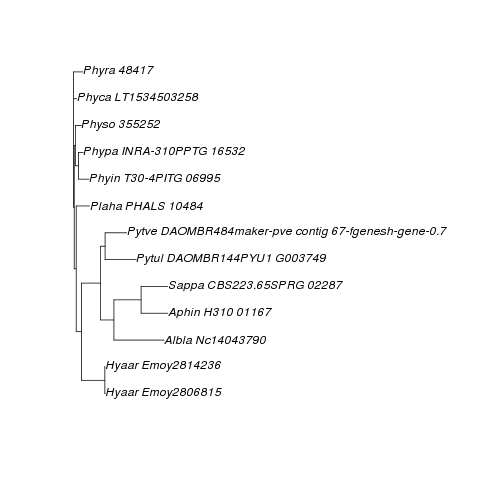 Phyra 48417
Phyca LT1534503258
Physo 355252
Phypa INRA-310PPTG 16532
Phyin T30-4PITG 06995
Plaha PHALS 10484
Pytve DAOMBR484maker-pve contig 67-fgenesh-gene-0.7
Pytul DAOMBR144PYU1 G003749
Sappa CBS223.65SPRG 02287
Aphin H310 01167
Albla Nc14043790
Hyaar Emoy2814236
Hyaar Emoy2806815